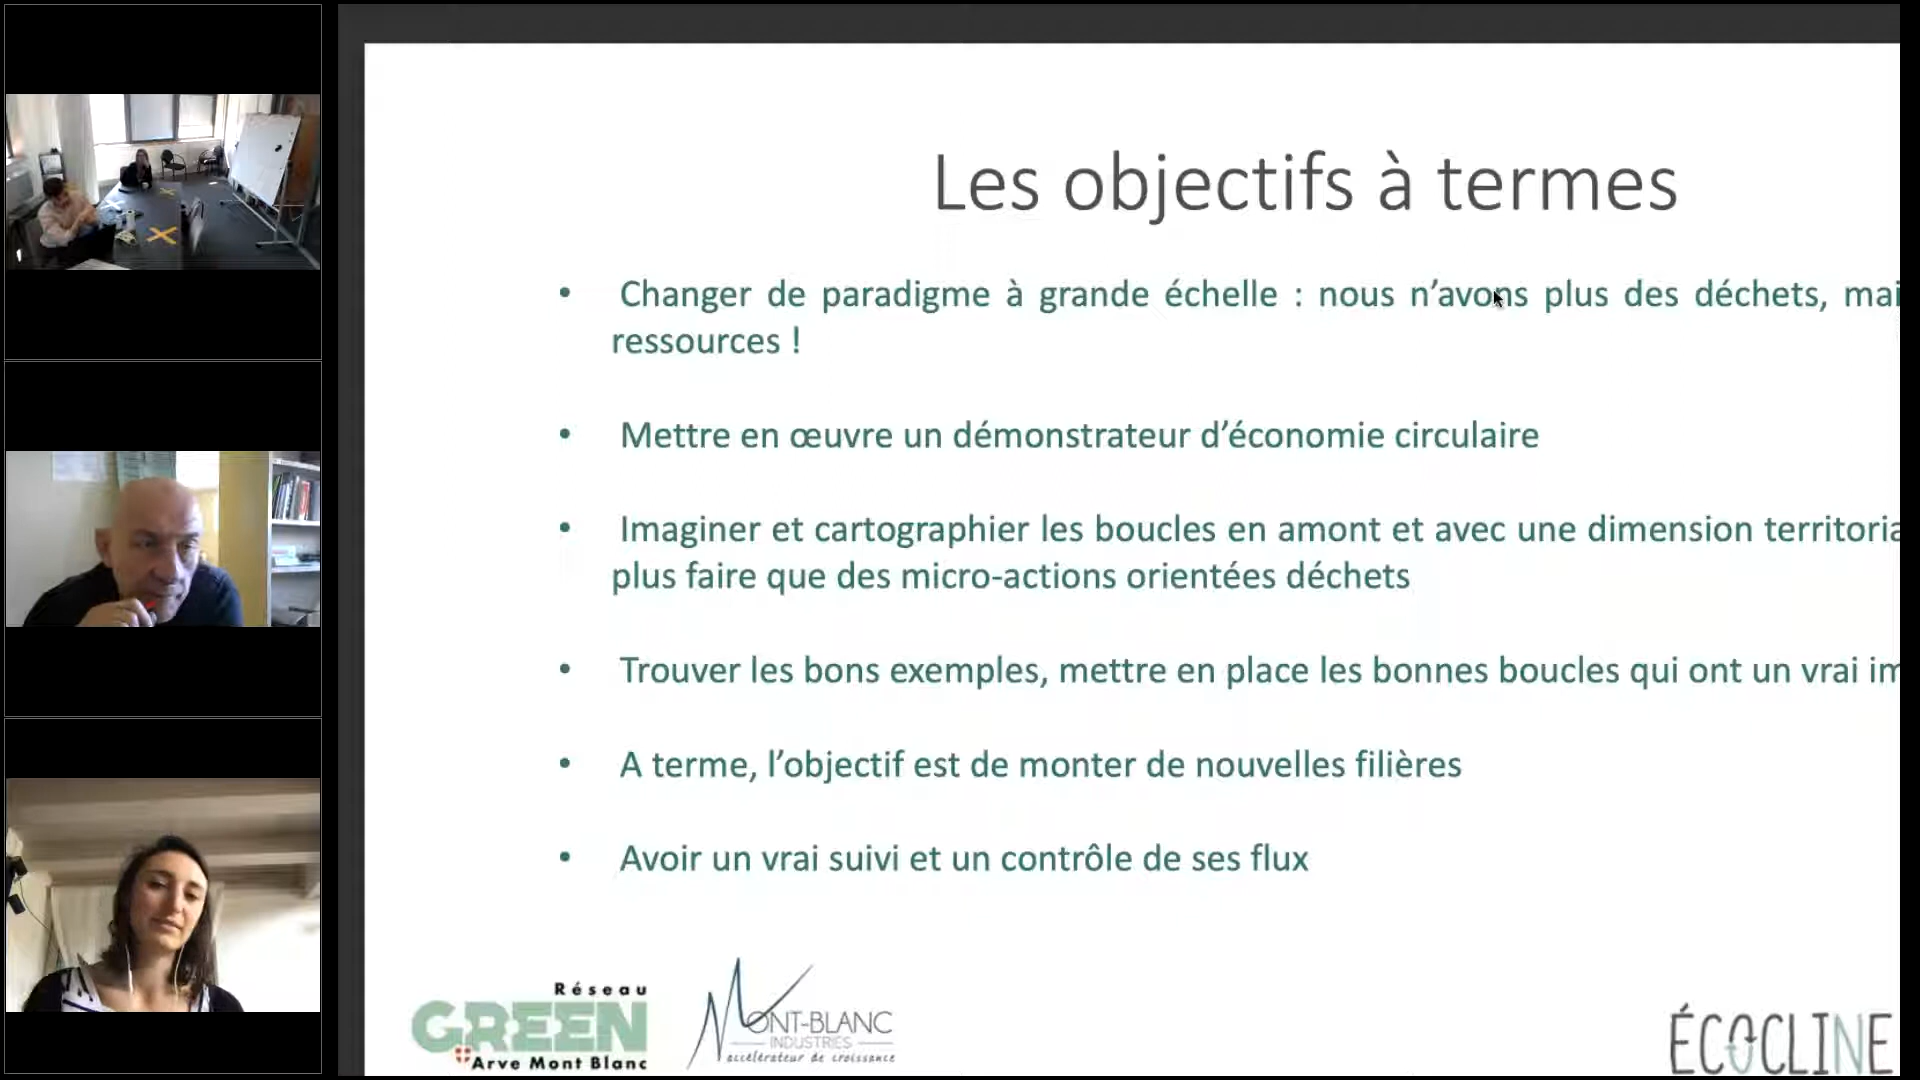 Les objectifs à termes
• Changer de paradigme à grande échelle : nous n’avons plus des déchets, mai
ressources !
• Mettre en œuvre un démonstrateur d’économie circulaire
• Imaginer et cartographier les boucles en amont et avec une dimension territoria
plus faire que des micro-actions orientées déchets
• Trouver les bons exemples, mettre en place les bonnes boucles qui ont un vrai im
• A terme, l’objectif est de monter de nouvelles filières
• Avoir un vrai suivi et un contrôle de ses flux
Réseau
GREEN
Arve Mont Blanc
MONT-BLANC
INDUSTRIES
accélérateur de croissance
ÉCOCLINE